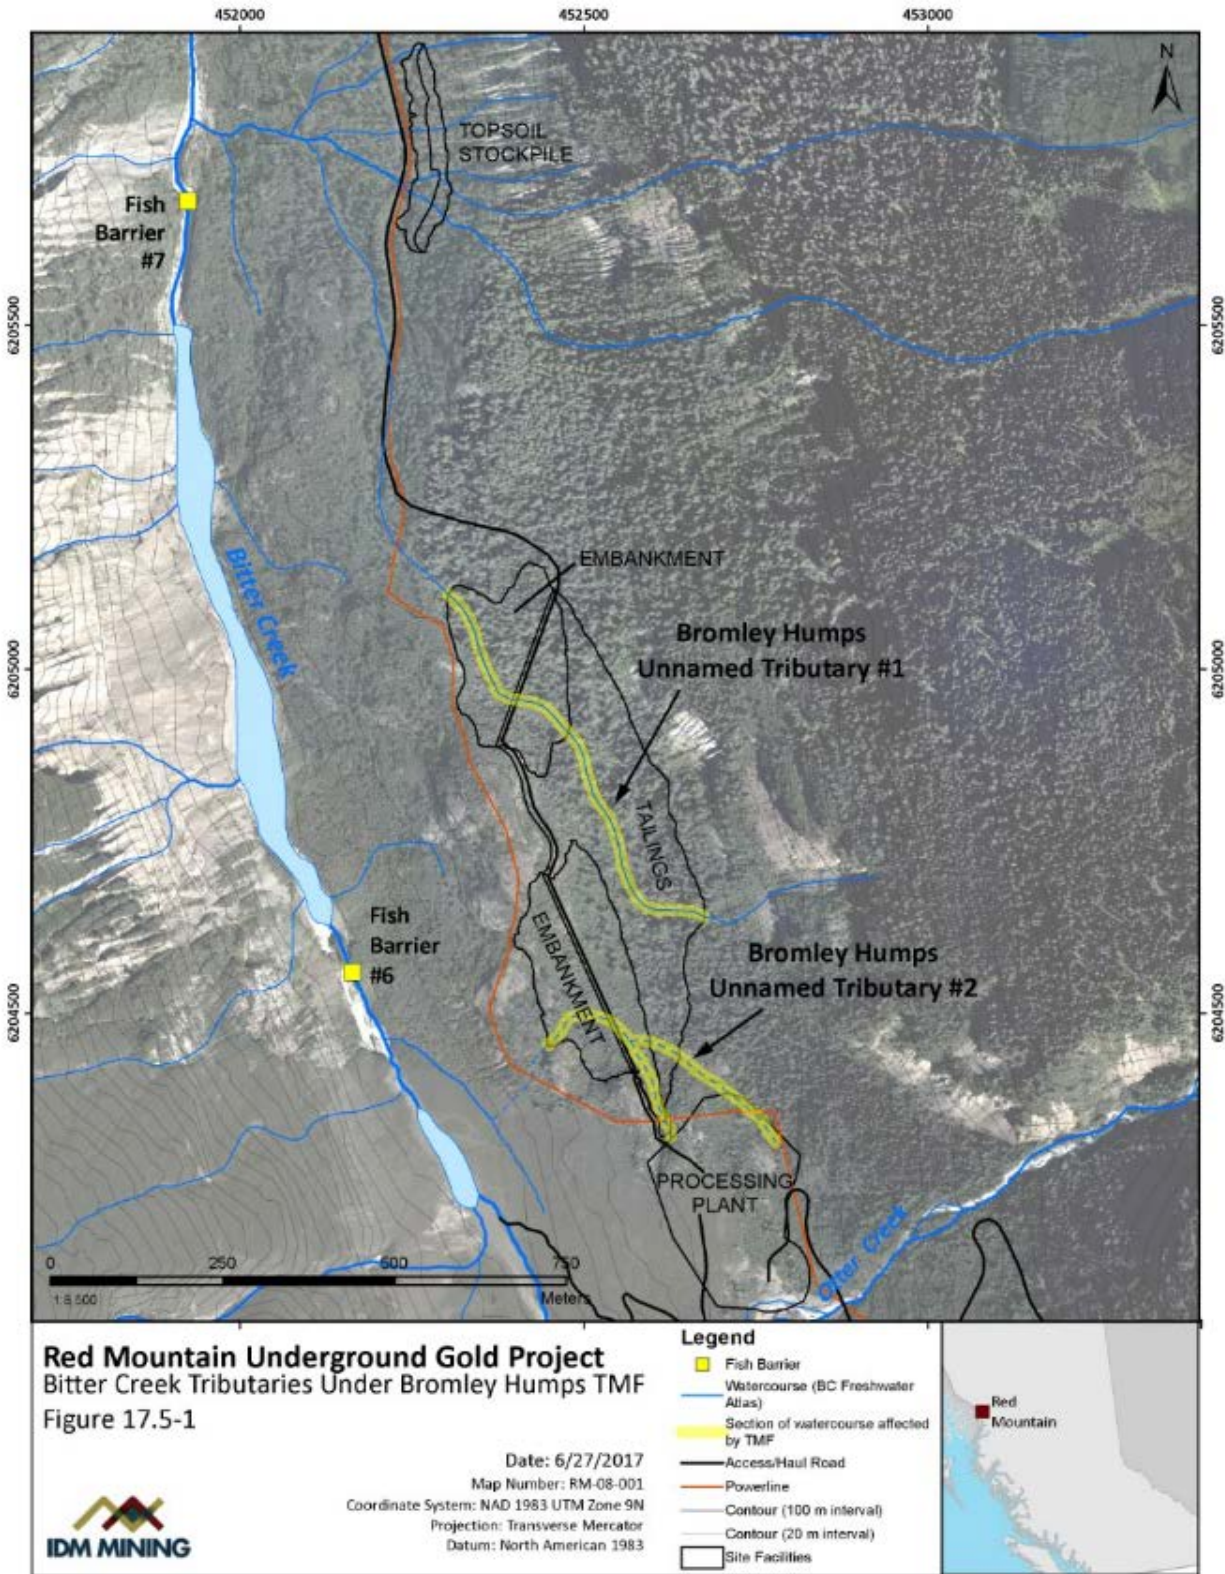 452000
452500
453000
N
TOPSOIL
STOCKPILE
Fish
Barrier
#7
6205500
6205500
Bitter Creek
EMBANKMENT
Bromley Humps
Unnamed Tributary #1
6205000
6205000
TAILINGS
Fish
Barrier
#6
EMBANKMENT
Bromley Humps
Unnamed Tributary #2
6204500
6204500
PROCESSING
PLANT
Otter Creek
0
250
500
750
1:8,500
Meters
Red Mountain Underground Gold Project
Bitter Creek Tributaries Under Bromley Humps TMF
Figure 17.5-1
Date: 6/27/2017
Map Number: RM-08-001
Coordinate System: NAD 1983 UTM Zone 9N
Projection: Transverse Mercator
Datum: North American 1983
IDM MINING
Legend
Fish Barrier
Watercourse (BC Freshwater
Atlas)
Section of watercourse affected
by TMF
Access/Haul Road
Powerline
Contour (100 m interval)
Contour (20 m interval)
Site Facilities
Red
Mountain